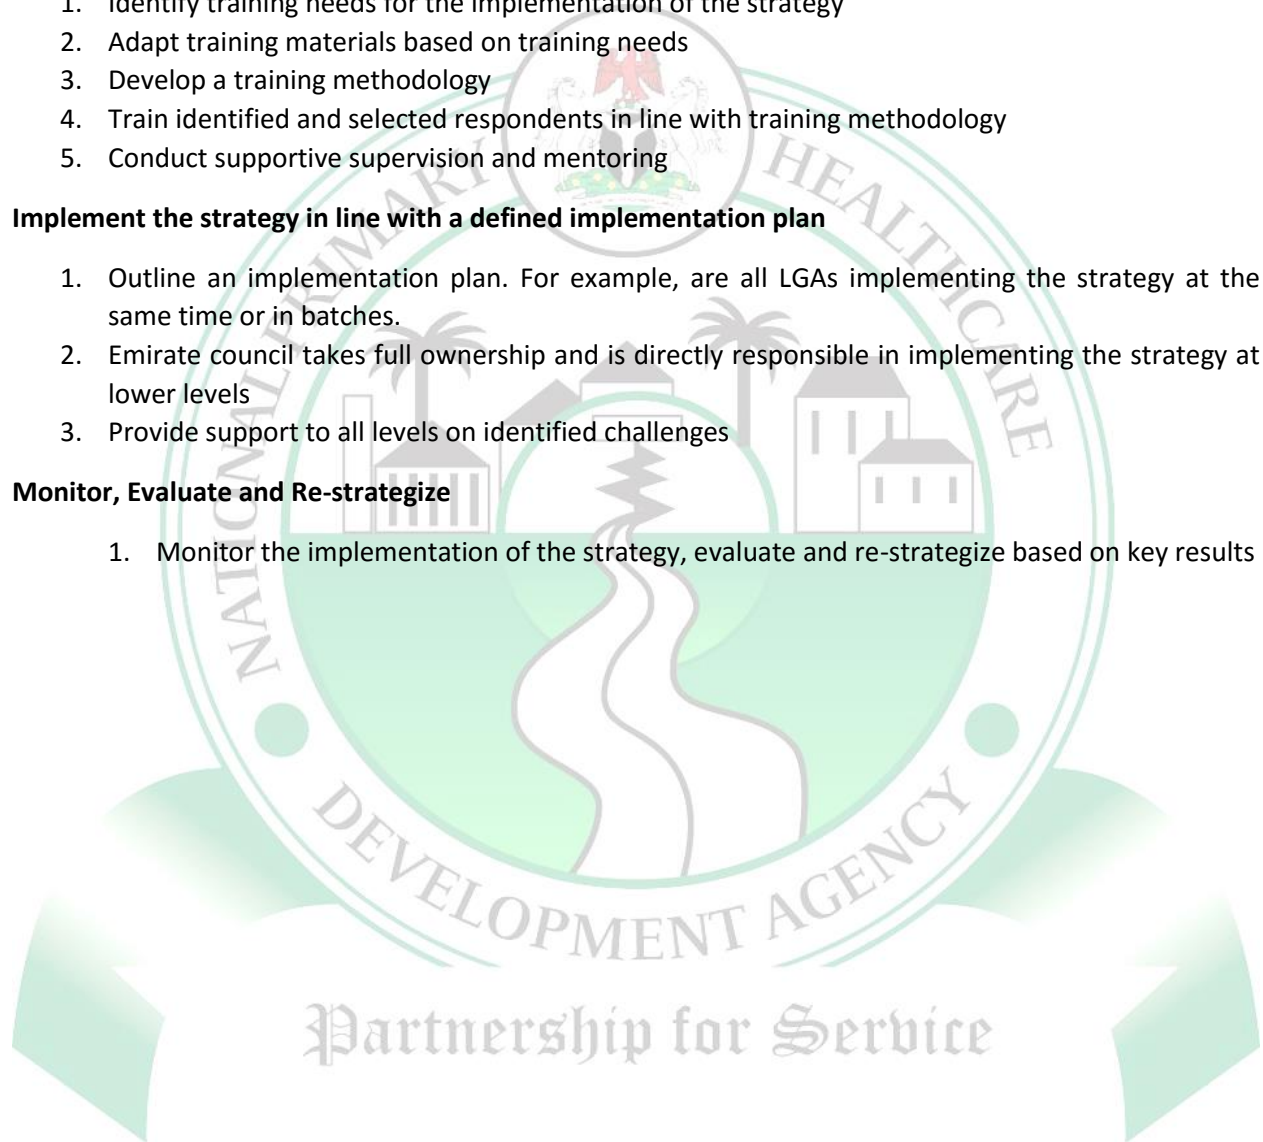 1. Identify training needs for the implementation of the strategy
2. Adapt training materials based on training needs
3. Develop a training methodology
4. Train identified and selected respondents in line with training methodology
5. Conduct supportive supervision and mentoring
Implement the strategy in line with a defined implementation plan
1. Outline an implementation plan. For example, are all LGAs implementing the strategy at the
same time or in batches.
2. Emirate council takes full ownership and is directly responsible in implementing the strategy at
lower levels
3. Provide support to all levels on identified challenges
Monitor, Evaluate and Re-strategize
1. Monitor the implementation of the strategy, evaluate and re-strategize based on key results
NATIONAL PRIMARY HEALTHCARE
DEVELOPMENT AGENCY
Partnership for Service